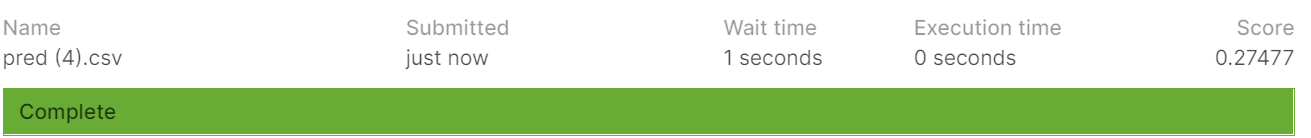 Name Submitted Wait time Execution time Score
pred (4).csv just now 1 seconds 0 seconds 0.27477
Complete